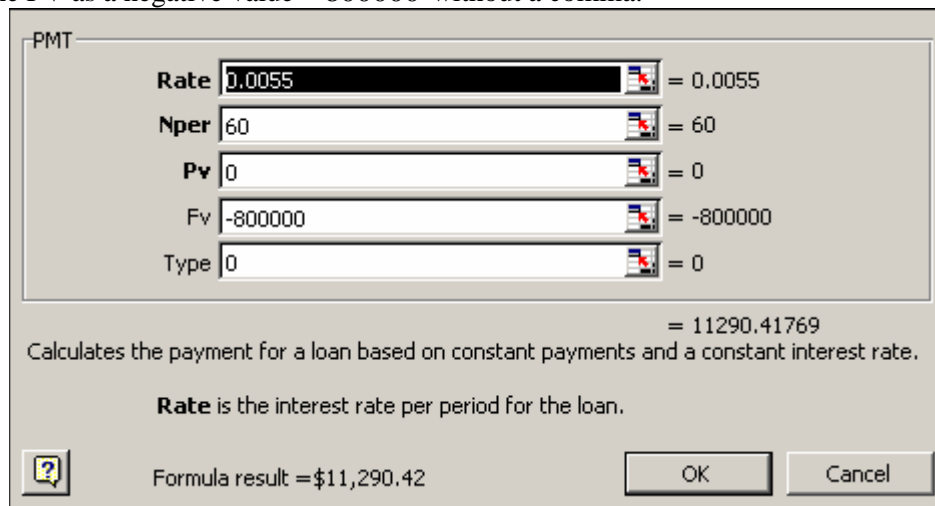 PMT
Rate 0.0055 = 0.0055
Nper 60 = 60
Pv 0 = 0
Fv -800000 = -800000
Type 0 = 0
= 11290.41769
Calculates the payment for a loan based on constant payments and a constant interest rate.
Rate is the interest rate per period for the loan.
? Formula result =$11,290.42 OK Cancel